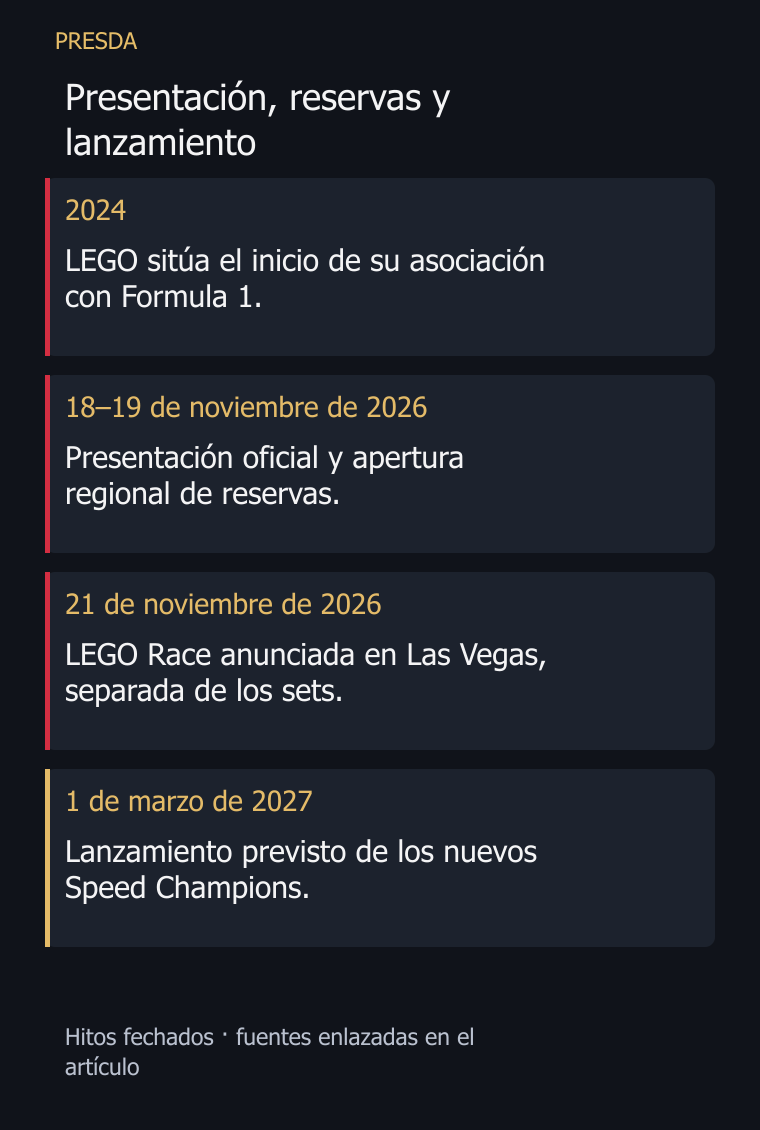 PRESDA
Presentación, reservas y
lanzamiento
2024
LEGO sitúa el inicio de su asociación
con Formula 1.
18–19 de noviembre de 2026
Presentación oficial y apertura
regional de reservas.
21 de noviembre de 2026
LEGO Race anunciada en Las Vegas,
separada de los sets.
1 de marzo de 2027
Lanzamiento previsto de los nuevos
Speed Champions.
Hitos fechados · fuentes enlazadas en el
artículo